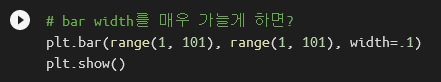 # bar width를 매우 가늘게 하면?
plt.bar(range(1, 101), range(1, 101), width=.1)
plt.show()